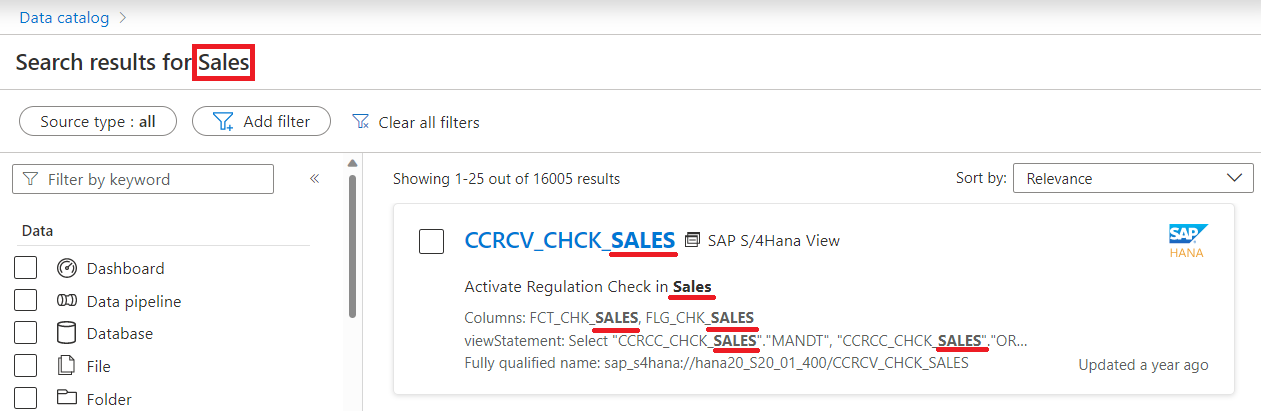 Data catalog >
Search results for Sales
Source type : all
Add filter
Clear all filters
Filter by keyword
«
Showing 1-25 out of 16005 results
Sort by:
Relevance
Data
Dashboard
Data pipeline
Database
File
Folder
CCRCV_CHCK_SALES
SAP S/4Hana View
SAP
HANA
Activate Regulation Check in Sales
Columns: FCT_CHK_SALES, FLG_CHK_SALES
viewStatement: Select "CCRCC_CHCK_SALES"."MANDT", "CCRCC_CHCK_SALES"."OR...
Fully qualified name: sap_s4hana://hana20_S20_01_400/CCRCV_CHCK_SALES
Updated a year ago